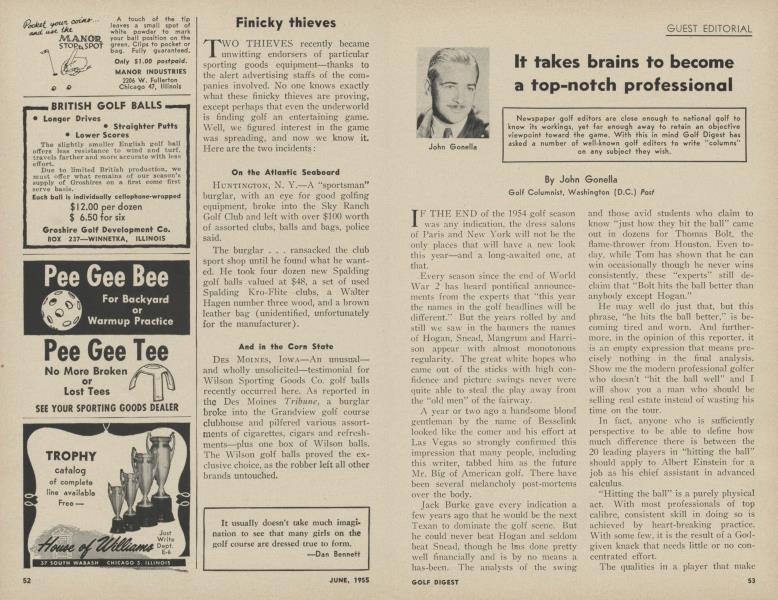 Pocket your coins...
and use the
MANOR
STOP & SPOT
A touch of the tip
leaves a small spot of
white powder to mark
your ball position on the
green. Clips to pocket or
bag. Fully guaranteed.
Only $1.00 postpaid.
MANOR INDUSTRIES
2206 W. Fullerton
Chicago 47, Illinois
BRITISH GOLF BALLS
• Longer Drives
• Straighter Putts
• Lower Scores
The slightly smaller English golf ball
offers less resistance to wind and turf,
travels farther and more accurate with less
effort.
Due to limited British production, we
must offer what remains of our season's
supply of Groshires on a first come first
serve basis.
Each ball is individually cellophane-wrapped
$12.00 per dozen
$ 6.50 for six
Groshire Golf Development Co.
BOX 237—WINNETKA, ILLINOIS
Pee Gee Bee
For Backyard
or
Warmup Practice
Pee Gee Tee
No More Broken
or
Lost Tees
SEE YOUR SPORTING GOODS DEALER
TROPHY
catalog
of complete
line available
Free—
House of Williams
Just
Write
Dept.
E-6
37 SOUTH WABASH CHICAGO 3, ILLINOIS
52
Finicky thieves
TWO THIEVES recently became
unwitting endorsers of particular
sporting goods equipment—thanks to
the alert advertising staffs of the com-
panies involved. No one knows exactly
what these finicky thieves are proving,
except perhaps that even the underworld
is finding golf an entertaining game.
Well, we figured interest in the game
was spreading, and now we know it.
Here are the two incidents:
On the Atlantic Seaboard
HUNTINGTON, N. Y.—A "sportsman"
burglar, with an eye for good golfing
equipment, broke into the Sky Ranch
Golf Club and left with over $100 worth
of assorted clubs, balls and bags, police
said.
The burglar . . . ransacked the club
sport shop until he found what he want-
ed. He took four dozen new Spalding
golf balls valued at $48, a set of used
Spalding Kro-Flite clubs, a Walter
Hagen number three wood, and a brown
leather bag (unidentified, unfortunately
for the manufacturer).
And in the Corn State
DES MOINES, IOWA—An unusual—
and wholly unsolicited—testimonial for
Wilson Sporting Goods Co. golf balls
recently occurred here. As reported in
the Des Moines Tribune, a burglar
broke into the Grandview golf course
clubhouse and pilfered various assort-
ments of cigarettes, cigars and refresh-
ments—plus one box of Wilson balls.
The Wilson golf balls proved the ex-
clusive choice, as the robber left all other
brands untouched.
It usually doesn't take much imagi-
nation to see that many girls on the
golf course are dressed true to form.
—Dan Bennett
JUNE, 1955
GUEST EDITORIAL
John Gonella
It takes brains to become
a top-notch professional
Newspaper golf editors are close enough to national golf to
know its workings, yet far enough away to retain an objective
viewpoint toward the game. With this in mind Golf Digest has
asked a number of well-known golf editors to write "columns"
on any subject they wish.
By John Gonella
Golf Columnist, Washington (D.C.) Post
IF THE END of the 1954 golf season
was any indication, the dress salons
of Paris and New York will not be the
only places that will have a new look
this year—and a long-awaited one, at
that.
Every season since the end of World
War 2 has heard pontifical announce-
ments from the experts that "this year
the names in the golf headlines will be
different." But the years rolled by and
still we saw in the banners the names
of Hogan, Snead, Mangrum and Harri-
son appear with almost monotonous
regularity. The great white hopes who
came out of the sticks with high con-
fidence and picture swings never were
quite able to steal the play away from
the "old men" of the fairway.
A year or two ago a handsome blond
gentleman by the name of Besselink
looked like the comer and his effort at
Las Vegas so strongly confirmed this
impression that many people, including
this writer, tabbed him as the future
Mr. Big of American golf. There have
been several melancholy post-mortems
over the body.
Jack Burke gave every indication a
few years ago that he would be the next
Texan to dominate the golf scene. But
he could never beat Hogan and seldom
beat Snead, though he has done pretty
well financially and is by no means a
has-been. The analysts of the swing
and those avid students who claim to
know "just how they hit the ball" came
out in dozens for Thomas Bolt, the
flame-thrower from Houston. Even to-
day, while Tom has shown that he can
win occasionally though he never wins
consistently, these "experts" still de-
claim that "Bolt hits the ball better than
anybody except Hogan."
He may well do just that, but this
phrase, "he hits the ball better," is be-
coming tired and worn. And further-
more, in the opinion of this reporter, it
is an empty expression that means pre-
cisely nothing in the final analysis.
Show me the modern professional golfer
who doesn't "hit the ball well" and I
will show you a man who should be
selling real estate instead of wasting his
time on the tour.
In fact, anyone who is sufficiently
perspective to be able to define how
much difference there is between the
20 leading players in "hitting the ball"
should apply to Albert Einstein for a
job as his chief assistant in advanced
calculus.
"Hitting the ball" is a purely physical
act. With most professionals of top
calibre, consistent skill in doing so is
achieved by heart-breaking practice.
With some few, it is the result of a God-
given knack that needs little or no con-
centrated effort.
The qualities in a player that make
GOLF DIGEST
53